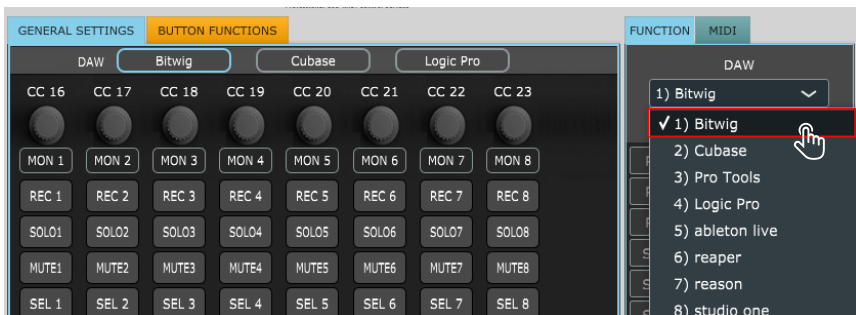 GENERAL SETTINGS BUTTON FUNCTIONS
DAW Bitwig Cubase Logic Pro
CC 16 CC 17 CC 18 CC 19 CC 20 CC 21 CC 22 CC 23
MON 1 MON 2 MON 3 MON 4 MON 5 MON 6 MON 7 MON 8
REC 1 REC 2 REC 3 REC 4 REC 5 REC 6 REC 7 REC 8
SOLO1 SOLO2 SOLO3 SOLO4 SOLO5 SOLO6 SOLO7 SOLO8
MUTE1 MUTE2 MUTE3 MUTE4 MUTE5 MUTE6 MUTE7 MUTE8
SEL 1 SEL 2 SEL 3 SEL 4 SEL 5 SEL 6 SEL 7 SEL 8
FUNCTION MIDI
DAW
1) Bitwig
✓ 1) Bitwig
2) Cubase
3) Pro Tools
4) Logic Pro
5) ableton live
6) reaper
7) reason
8) studio one